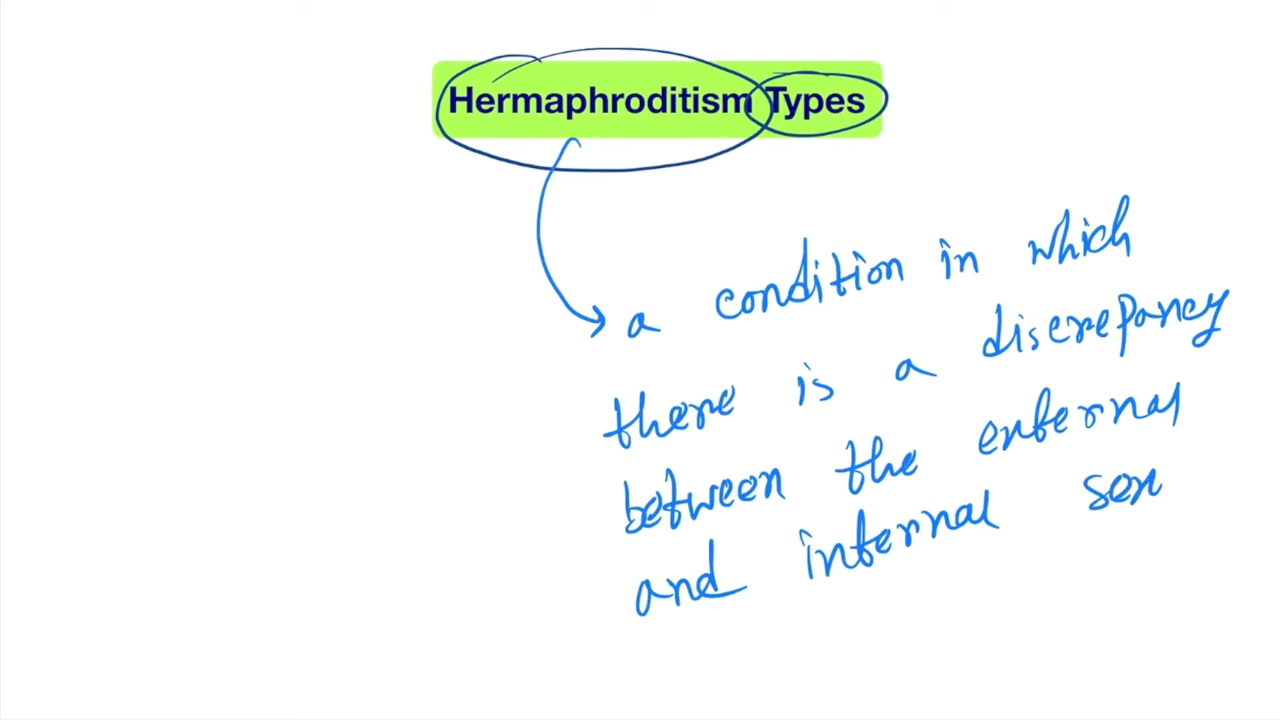 Hermaphroditism Types
a condition in which
there is a discrepancy
between the external
and internal sex